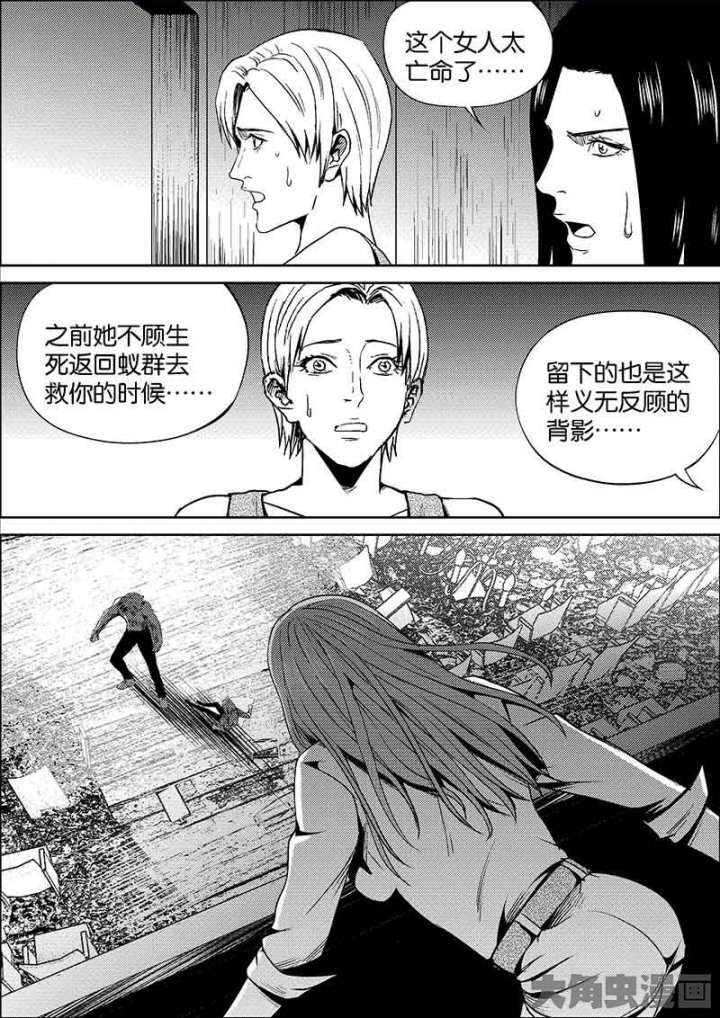 这个女人太
亡命了……
之前她不顾生
死返回蚁群去
救你的时候……
留下的也是这
样义无反顾的
背影……
大角虫漫画